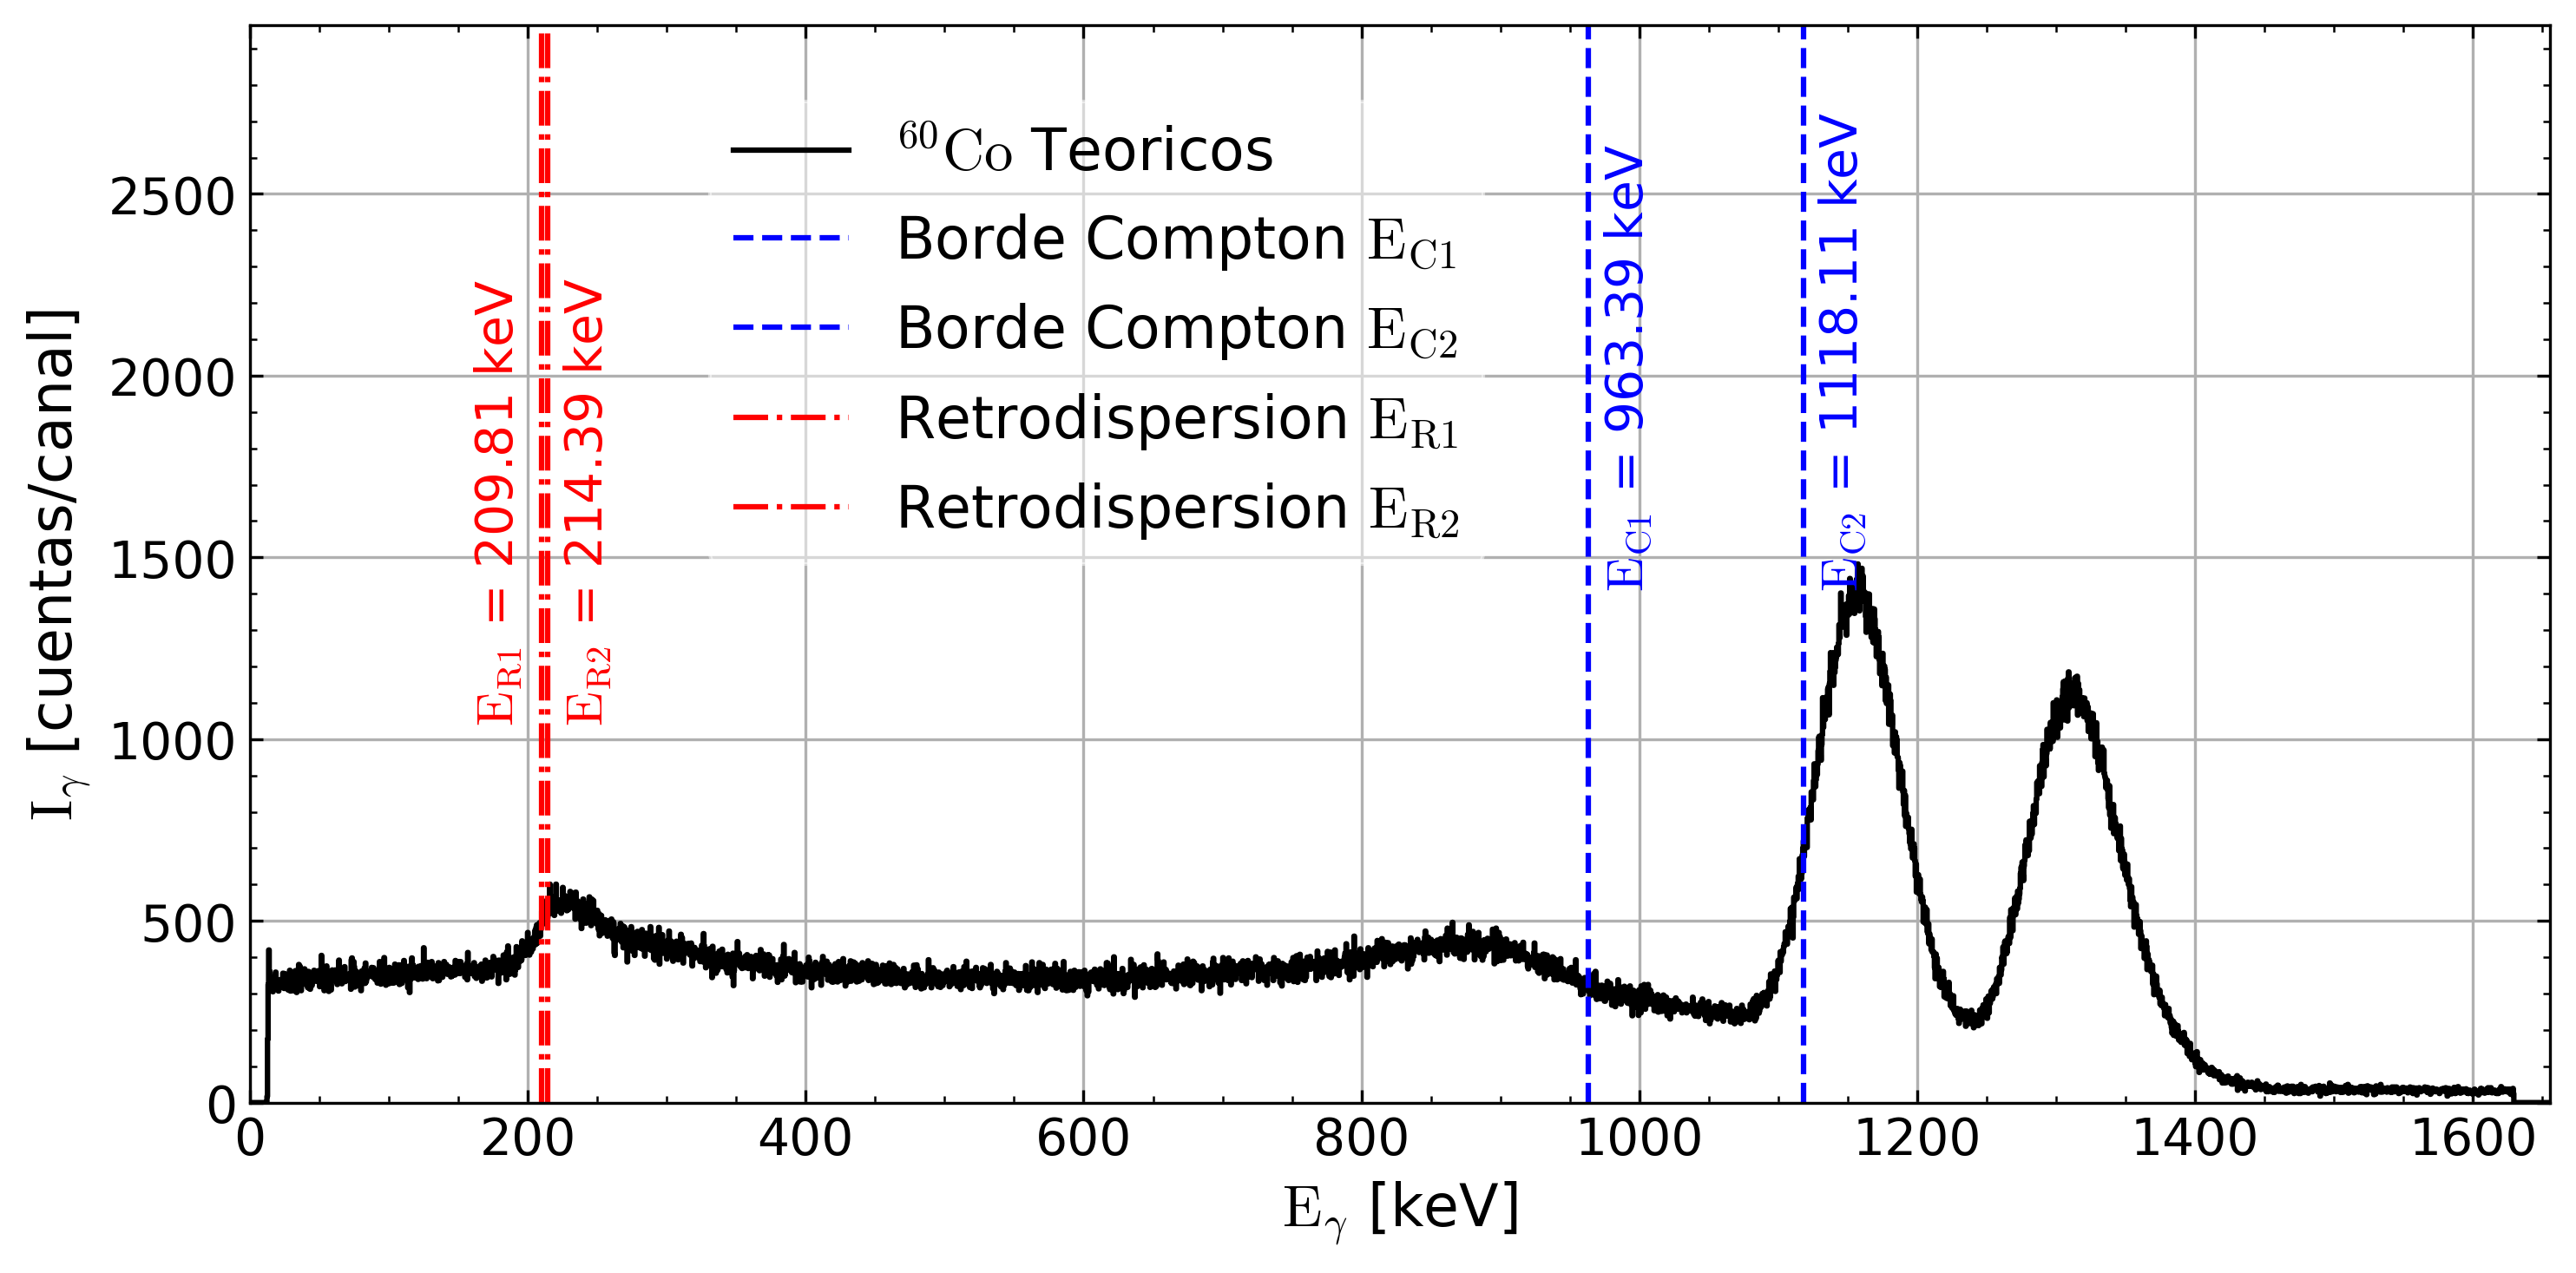 ⁶⁰Co Teoricos
Borde Compton E_C1
Borde Compton E_C2
Retrodispersion E_R1
Retrodispersion E_R2
E_R1 = 209.81 keV
E_R2 = 214.39 keV
E_C1 = 963.39 keV
E_C2 = 1118.11 keV
I_γ [cuentas/canal]
2500
2000
1500
1000
500
0
0 200 400 600 800 1000 1200 1400 1600
E_γ [keV]